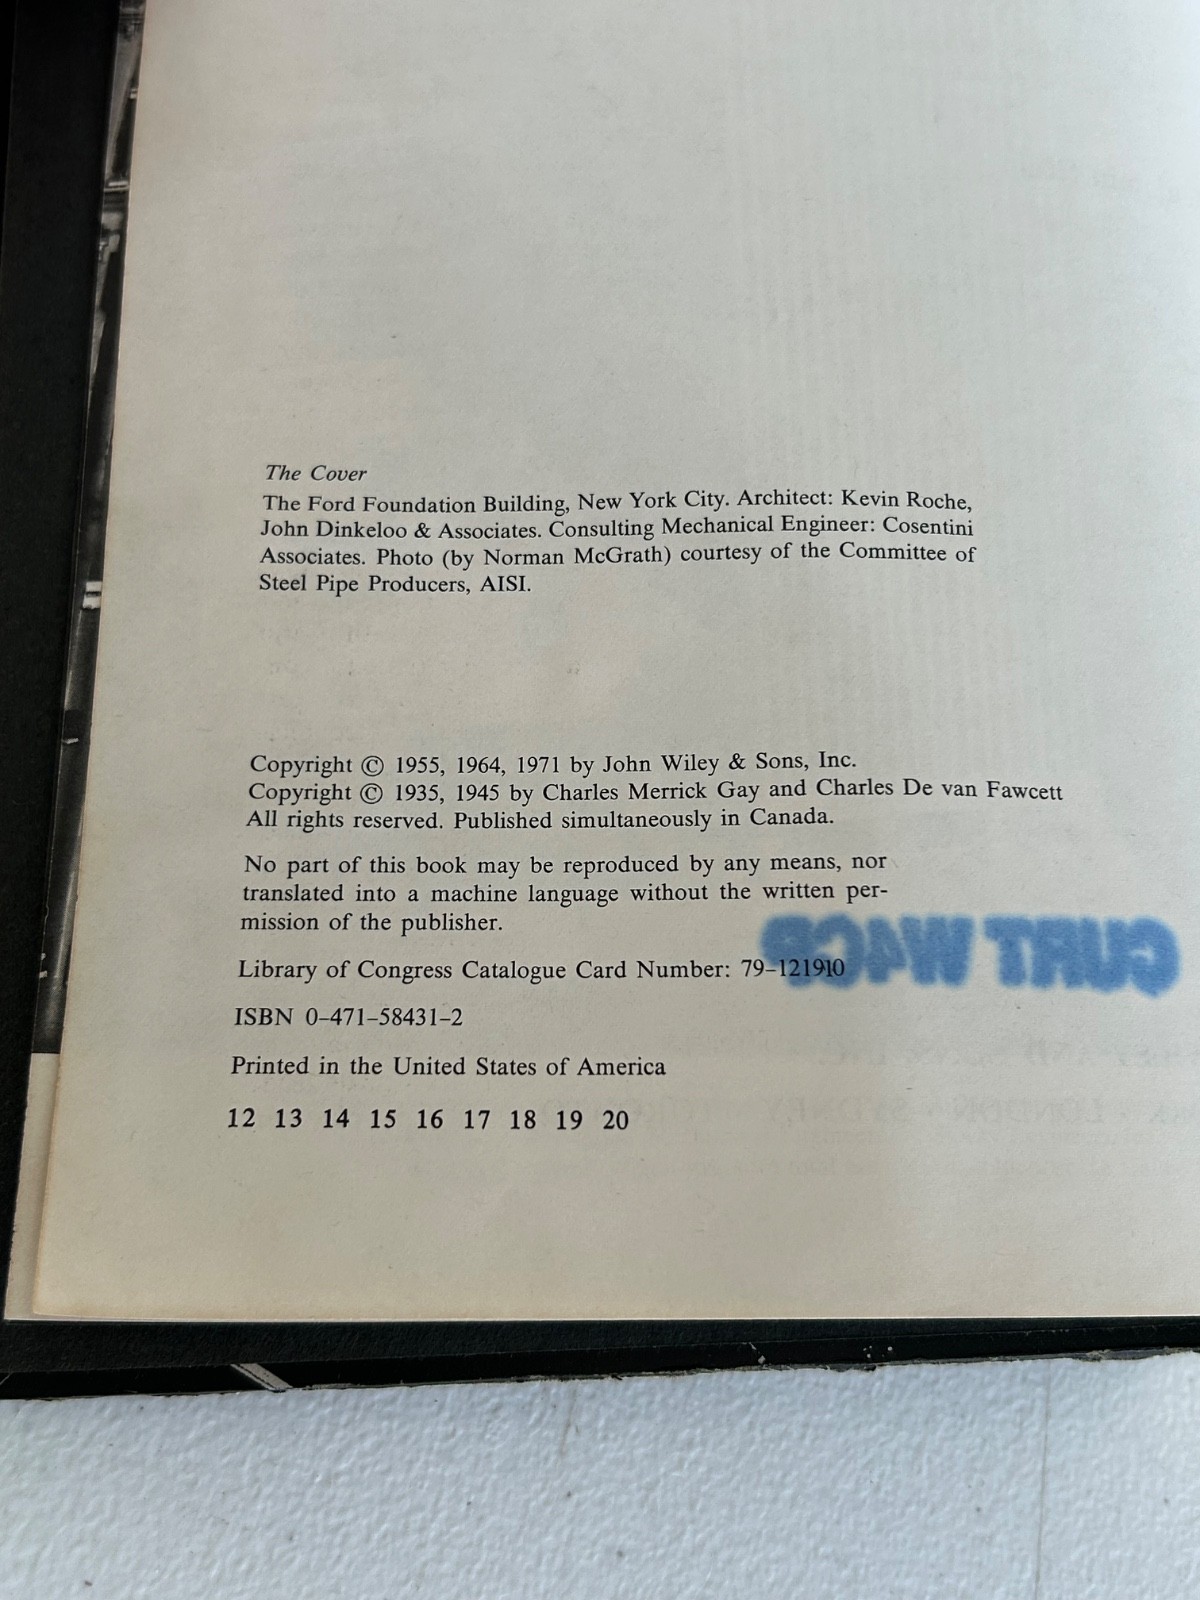 The Cover
The Ford Foundation Building, New York City. Architect: Kevin Roche,
John Dinkeloo & Associates. Consulting Mechanical Engineer: Cosentini
Associates. Photo (by Norman McGrath) courtesy of the Committee of
Steel Pipe Producers, AISI.
Copyright © 1955, 1964, 1971 by John Wiley & Sons, Inc.
Copyright © 1935, 1945 by Charles Merrick Gay and Charles De van Fawcett
All rights reserved. Published simultaneously in Canada.
No part of this book may be reproduced by any means, nor
translated into a machine language without the written per-
mission of the publisher.
Library of Congress Catalogue Card Number: 79–121910
ISBN 0–471–58431–2
Printed in the United States of America
12 13 14 15 16 17 18 19 20